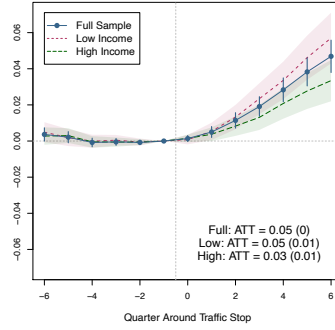 Full Sample
Low Income
High Income
0.06
0.04
0.02
0.00
-0.02
-0.06
Full: ATT = 0.05 (0)
Low: ATT = 0.05 (0.01)
High: ATT = 0.03 (0.01)
-6 -4 -2 0 2 4 6
Quarter Around Traffic Stop